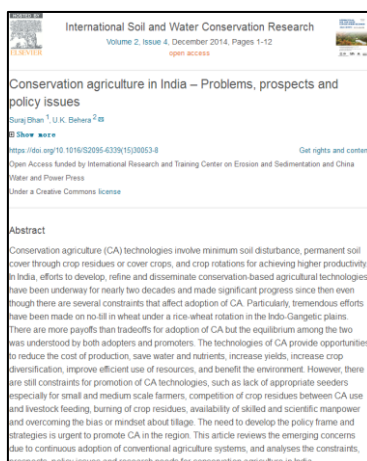 HOSTED BY
ELSEVIER
International Soil and Water Conservation Research
Volume 2, Issue 4, December 2014, Pages 1-12
open access
Conservation agriculture in India – Problems, prospects and
policy issues
Suraj Bhan 1, U.K. Behera 2
Show more
https://doi.org/10.1016/S2095-6339(15)30053-8 Get rights and content
Open Access funded by International Research and Training Center on Erosion and Sedimentation and China
Water and Power Press
Under a Creative Commons license
Abstract
Conservation agriculture (CA) technologies involve minimum soil disturbance, permanent soil
cover through crop residues or cover crops, and crop rotations for achieving higher productivity.
In India, efforts to develop, refine and disseminate conservation-based agricultural technologies
have been underway for nearly two decades and made significant progress since then even
though there are several constraints that affect adoption of CA. Particularly, tremendous efforts
have been made on no-till in wheat under a rice-wheat rotation in the Indo-Gangetic plains.
There are more payoffs than tradeoffs for adoption of CA but the equilibrium among the two
was understood by both adopters and promoters. The technologies of CA provide opportunities
to reduce the cost of production, save water and nutrients, increase yields, increase crop
diversification, improve efficient use of resources, and benefit the environment. However, there
are still constraints for promotion of CA technologies, such as lack of appropriate seeders
especially for small and medium scale farmers, competition of crop residues between CA use
and livestock feeding, burning of crop residues, availability of skilled and scientific manpower
and overcoming the bias or mindset about tillage. The need to develop the policy frame and
strategies is urgent to promote CA in the region. This article reviews the emerging concerns
due to continuous adoption of conventional agriculture systems, and analyses the constraints,
prospects, policy issues and research needs for conservation agriculture in India.